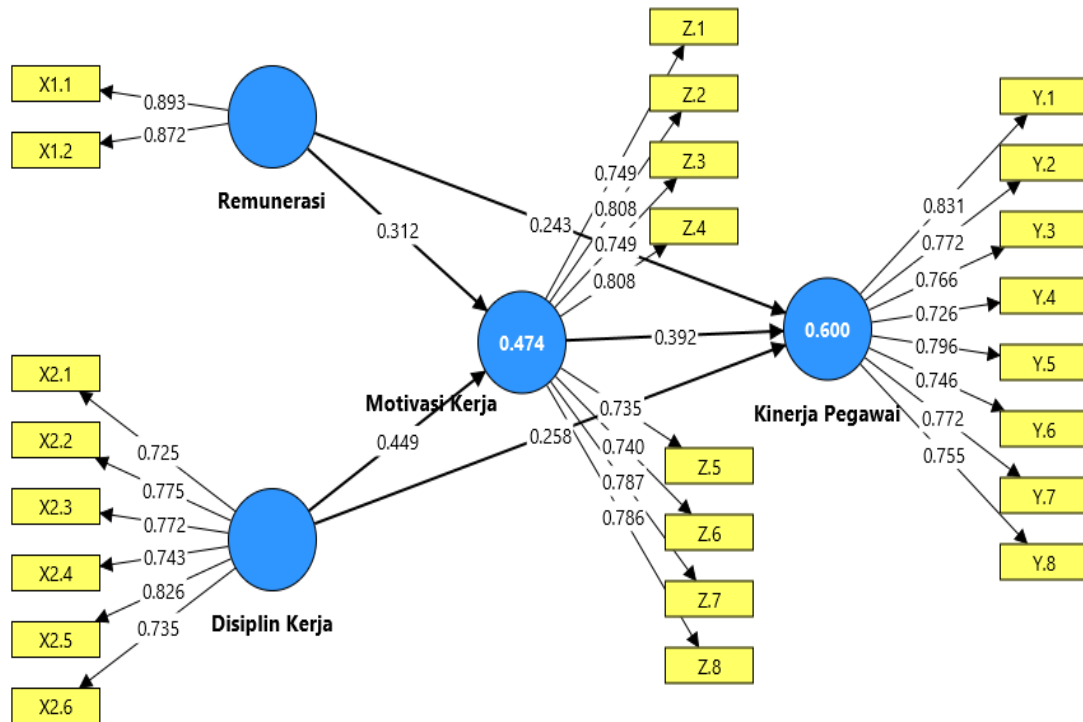 X1.1
X1.2
0.893
0.872
Remunerasi
0.312
0.243
Z.1
Z.2
Z.3
Z.4
0.749
0.808
0.749
0.808
0.474
Motivasi Kerja
0.392
0.449
0.258
0.735
0.740
0.787
0.786
Z.5
Z.6
Z.7
Z.8
X2.1
X2.2
X2.3
X2.4
X2.5
X2.6
0.725
0.775
0.772
0.743
0.826
0.735
Disiplin Kerja
0.600
Kinerja Pegawai
0.831
0.772
0.766
0.726
0.796
0.746
0.772
0.755
Y.1
Y.2
Y.3
Y.4
Y.5
Y.6
Y.7
Y.8